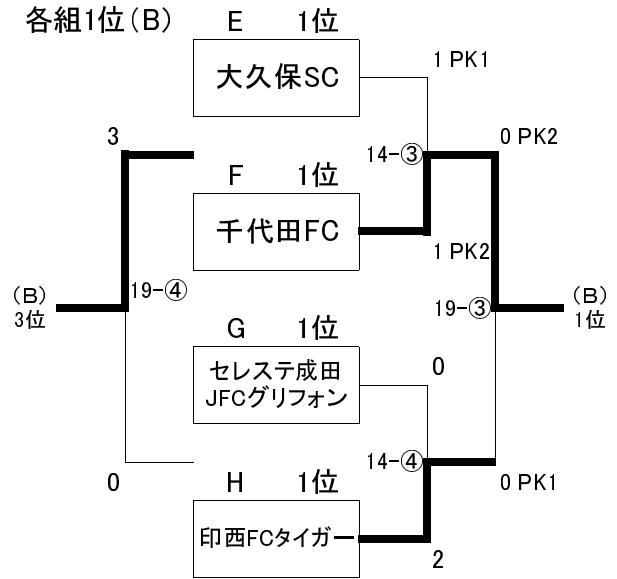 各組1位(B)
E 1位
大久保SC
1 PK1
3
0 PK2
14-③
F 1位
千代田FC
1 PK2
19-④
(B)
3位
19-③
(B)
1位
G 1位
セレステ成田
JFCグリフォン
0
14-④
0
H 1位
0 PK1
印西FCタイガー
2